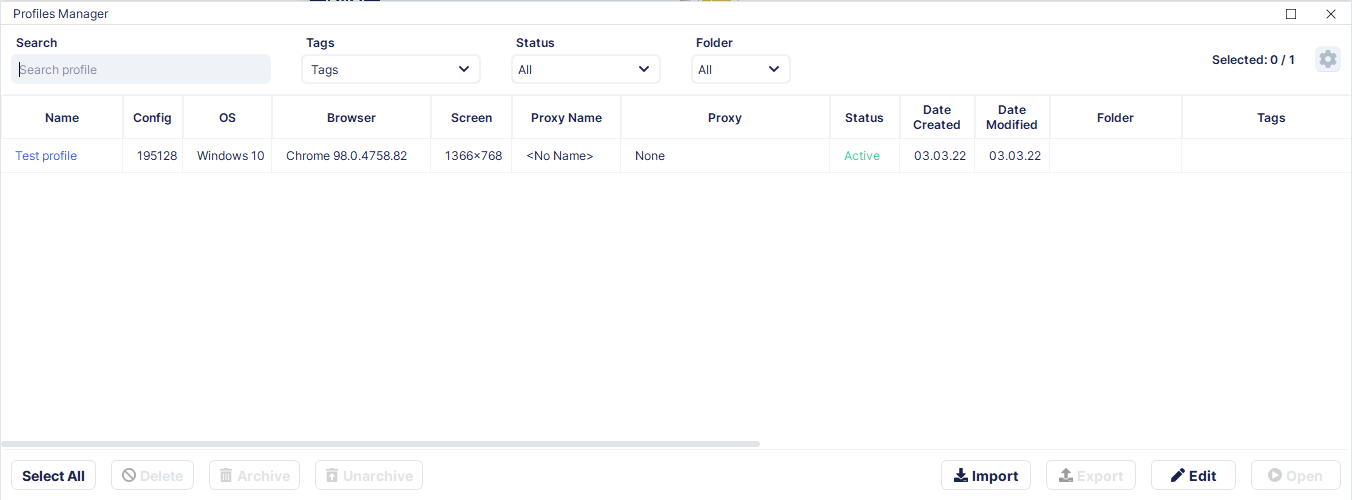 Profiles Manager
Search Tags Status Folder
Search profile Tags All All Selected: 0 / 1
Name Config OS Browser Screen Proxy Name Proxy Status Date Created Date Modified Folder Tags
Test profile 195128 Windows 10 Chrome 98.0.4758.82 1366×768 <No Name> None Active 03.03.22 03.03.22
Select All Delete Archive Unarchive Import Export Edit Open